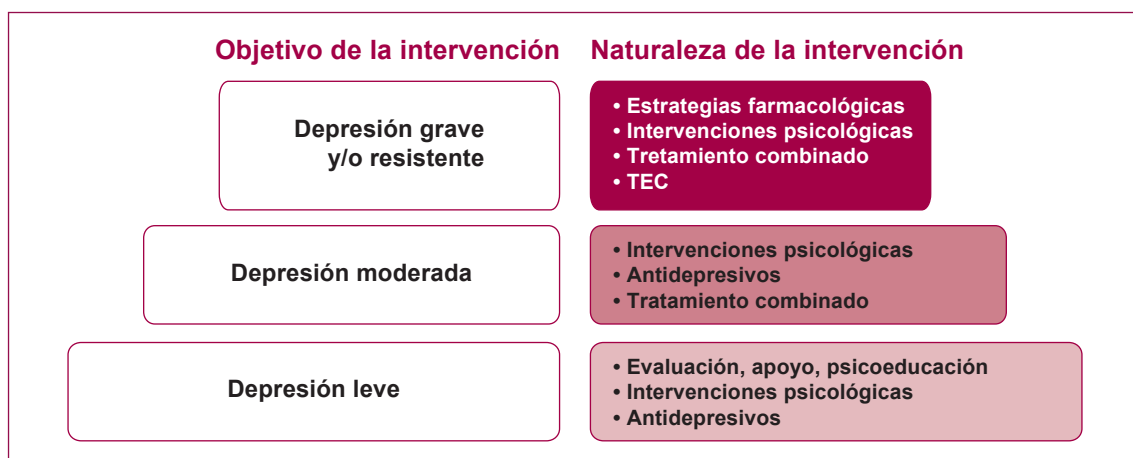 Objetivo de la intervención
Naturaleza de la intervención
Depresión grave
y/o resistente
• Estrategias farmacológicas
• Intervenciones psicológicas
• Tretamiento combinado
• TEC
Depresión moderada
• Intervenciones psicológicas
• Antidepresivos
• Tratamiento combinado
Depresión leve
• Evaluación, apoyo, psicoeducación
• Intervenciones psicológicas
• Antidepresivos